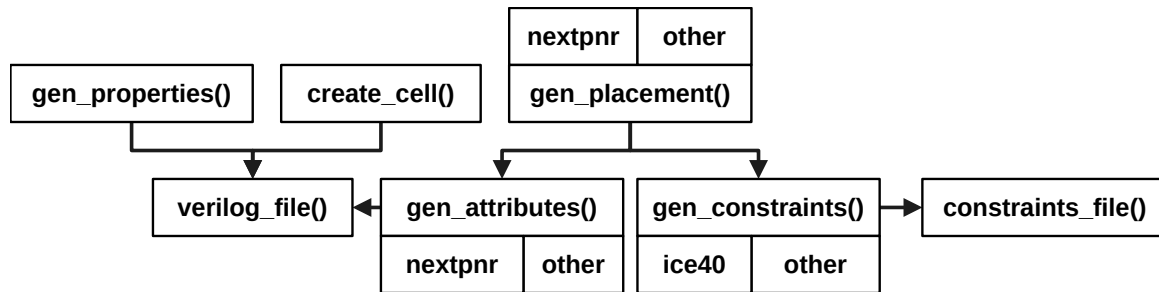 nextpnr other
gen_properties() create_cell() gen_placement()
verilog_file() gen_attributes() gen_constraints() constraints_file()
nextpnr other ice40 other